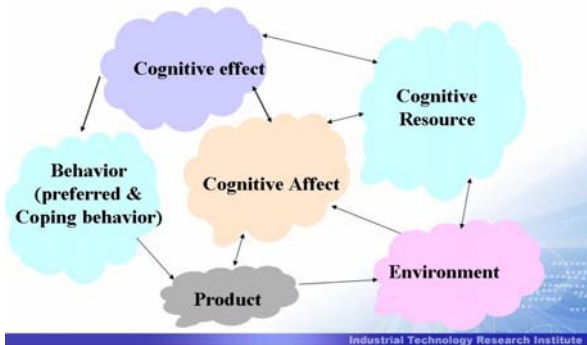 Cognitive effect
Cognitive
Resource
Behavior
(preferred &
Coping behavior)
Cognitive Affect
Environment
Product
Industrial Technology Research Institute